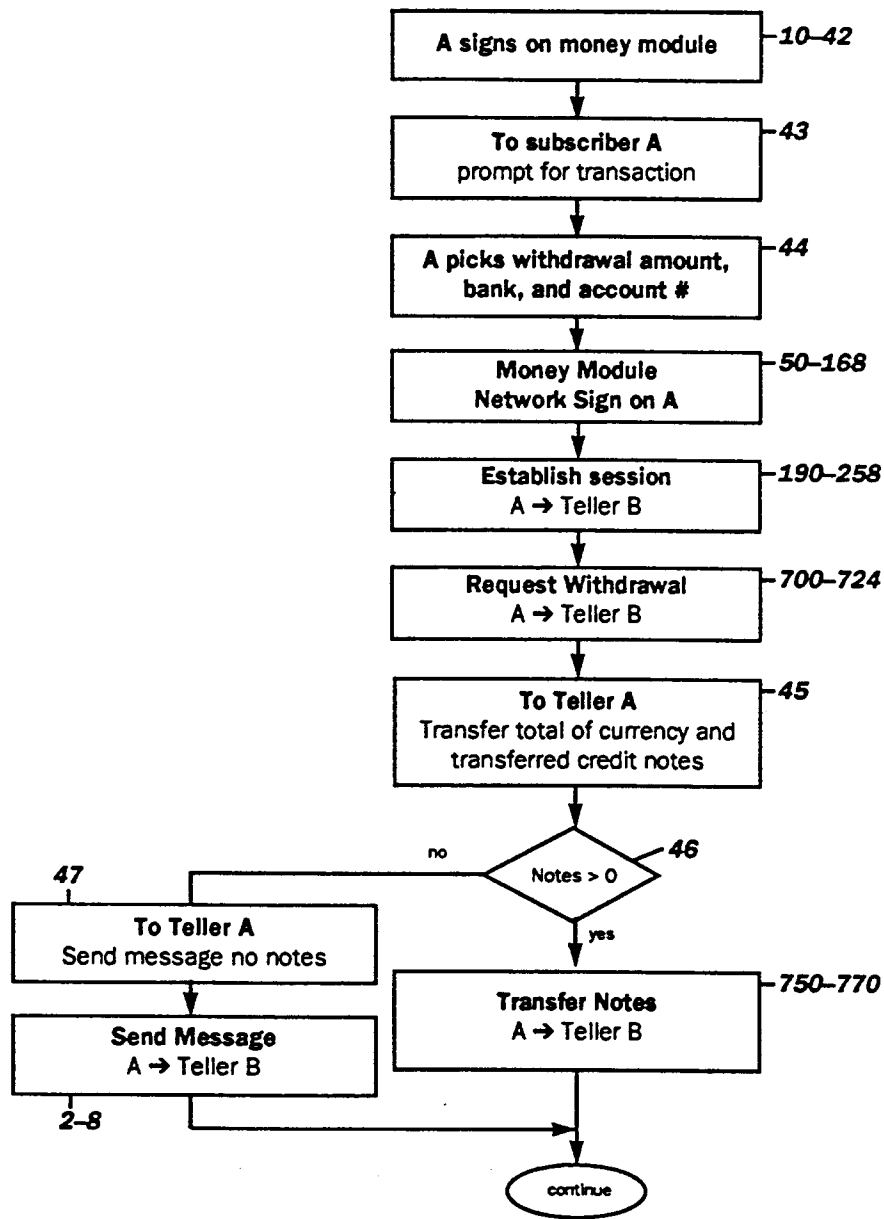 A signs on money module
10–42
To subscriber A
prompt for transaction
43
A picks withdrawal amount,
bank, and account #
44
Money Module
Network Sign on A
50–168
Establish session
A → Teller B
190–258
Request Withdrawal
A → Teller B
700–724
To Teller A
Transfer total of currency and
transferred credit notes
45
Notes > 0
46
no
yes
47
To Teller A
Send message no notes
Send Message
A → Teller B
2–8
Transfer Notes
A → Teller B
750–770
continue